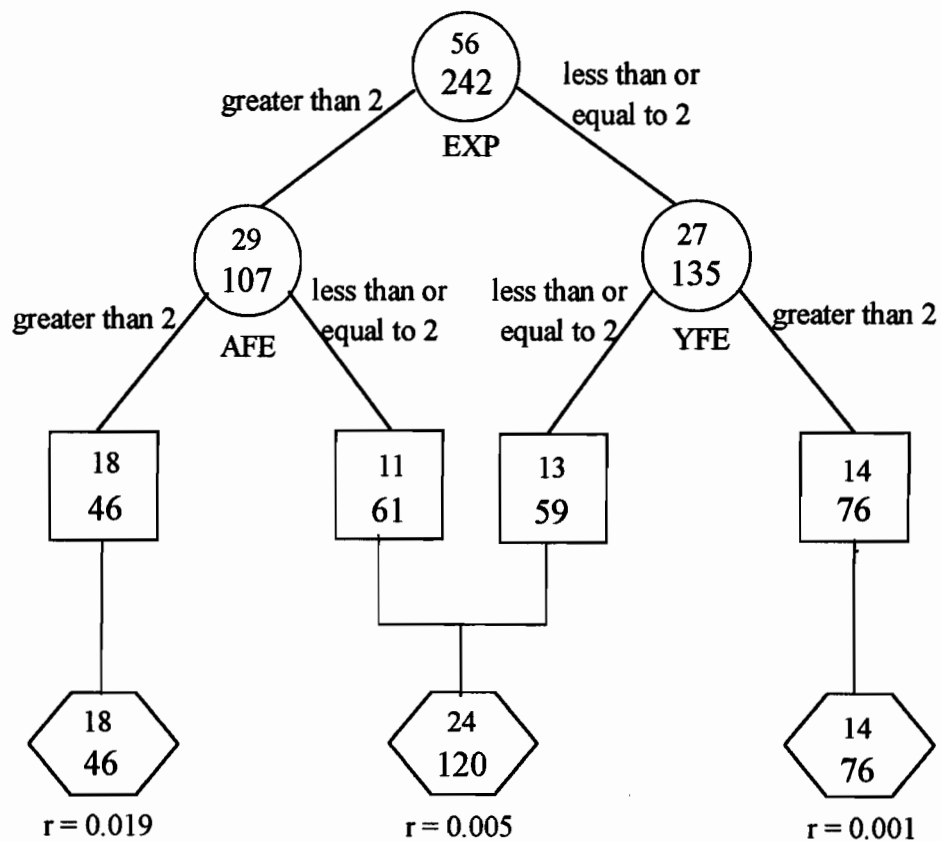 56
242
EXP
greater than 2
less than or
equal to 2
29
107
AFE
27
135
YFE
greater than 2
less than or
equal to 2
less than or
equal to 2
greater than 2
18
46
11
61
13
59
14
76
18
46
r = 0.019
24
120
r = 0.005
14
76
r = 0.001